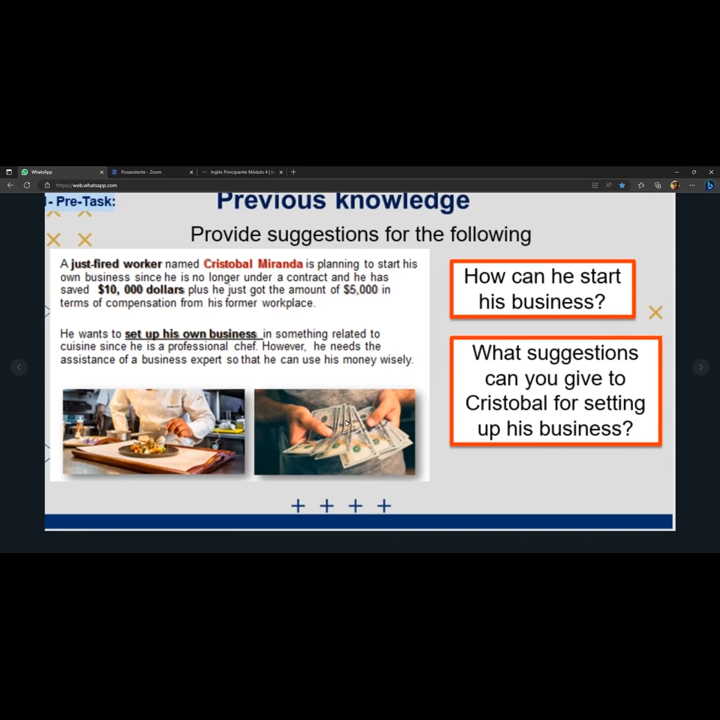 WhatsApp
Posasistente - Zoom
Inglés Principiante Módulo 4 | In
https://web.whatsapp.com
- Pre-Task:
Previous knowledge
Provide suggestions for the following
A just-fired worker named Cristobal Miranda is planning to start his
own business since he is no longer under a contract and he has
saved $10, 000 dollars plus he just got the amount of $5,000 in
terms of compensation from his former workplace.
He wants to set up his own business in something related to
cuisine since he is a professional chef. However, he needs the
assistance of a business expert so that he can use his money wisely.
How can he start
his business?
What suggestions
can you give to
Cristobal for setting
up his business?